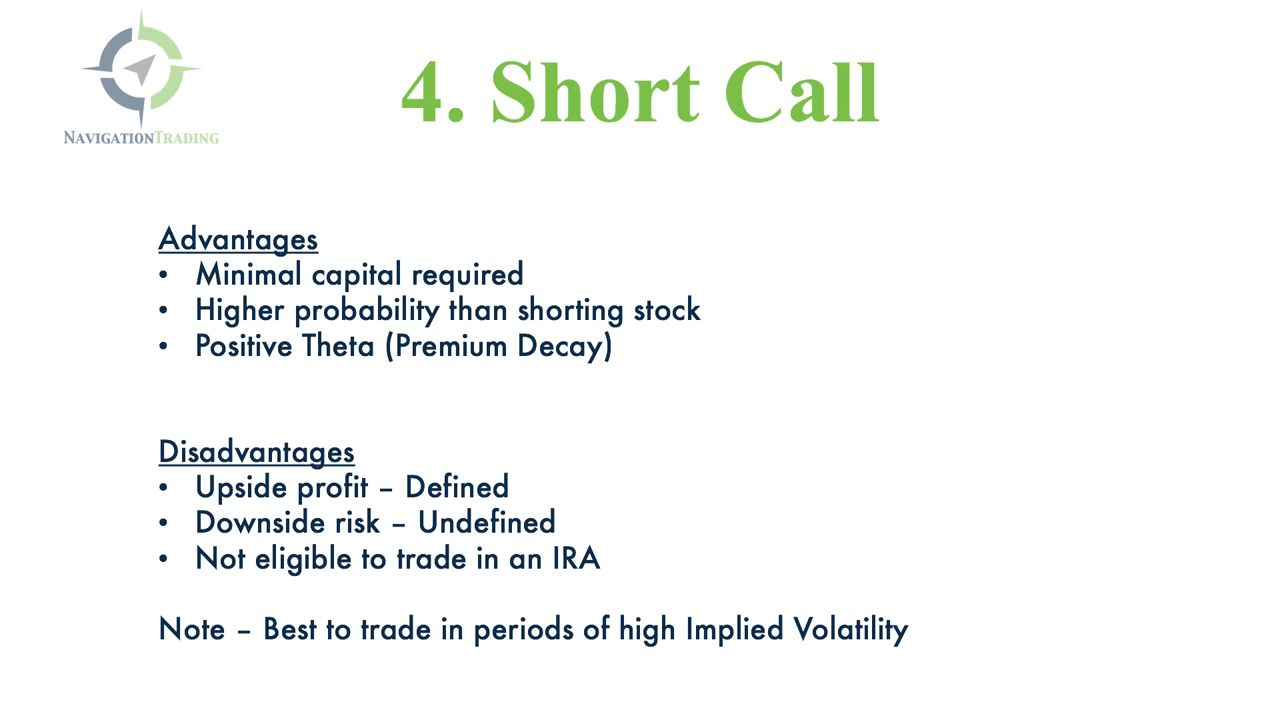 NAVIGATIONTRADING
4. Short Call
Advantages
• Minimal capital required
• Higher probability than shorting stock
• Positive Theta (Premium Decay)
Disadvantages
• Upside profit – Defined
• Downside risk – Undefined
• Not eligible to trade in an IRA
Note – Best to trade in periods of high Implied Volatility